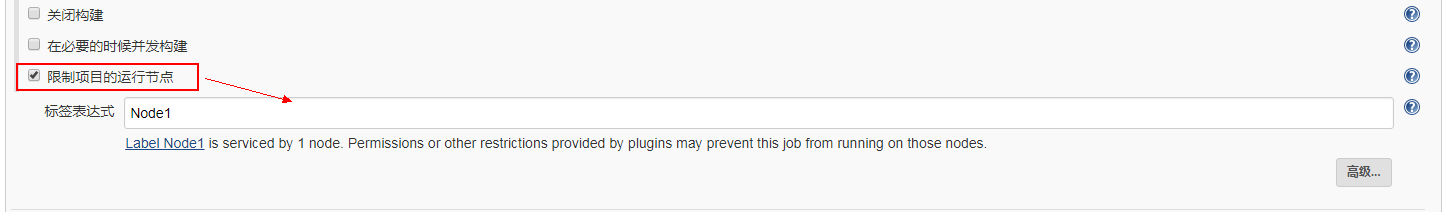 关闭构建
在必要的时候并发构建
限制项目的运行节点
标签表达式 Node1
Label Node1 is serviced by 1 node. Permissions or other restrictions provided by plugins may prevent this job from running on those nodes.
高级...